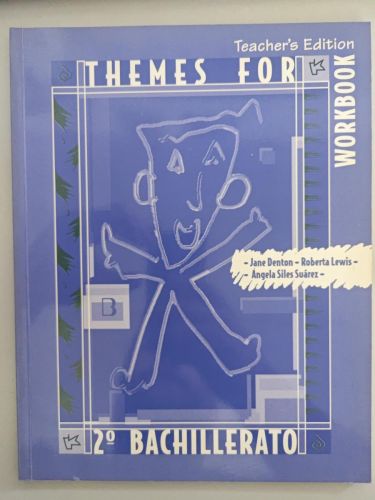 Teacher's Edition
THEMES FOR
WORKBOOK
- Jane Denton - Roberta Lewis -
- Ángela Siles Suárez -
B
2º BACHILLERATO